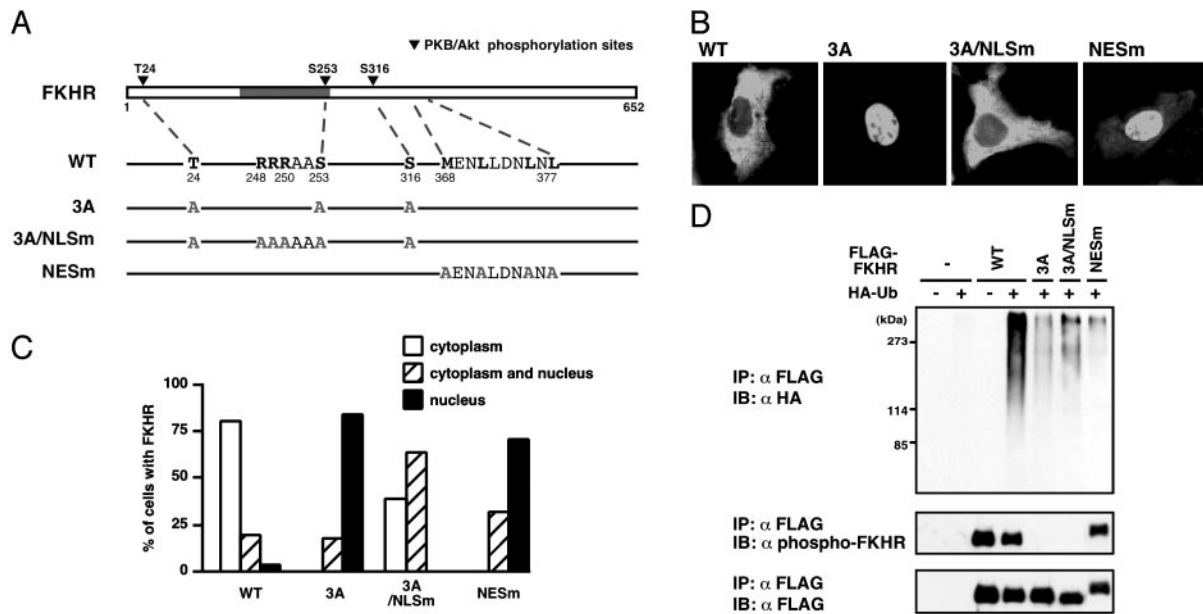 A
PKB/Akt phosphorylation sites
T24 S253 S316
FKHR
1 652
WT T RRRAAS S MENLLDNLNL
24 248 250 253 316 368 377
3A A A A
3A/NLSm A AAAAAA A
NESm AENALDNANA
B
WT 3A 3A/NLSm NESm
C
cytoplasm
cytoplasm and nucleus
nucleus
% of cells with FKHR
100
75
50
25
0
WT 3A 3A NESm
/NLSm
D
FLAG-
FKHR
- WT 3A 3A/NLSm NESm
HA-Ub - + - + + + +
(kDa)
273
114
85
IP: α FLAG
IB: α HA
IP: α FLAG
IB: α phospho-FKHR
IP: α FLAG
IB: α FLAG